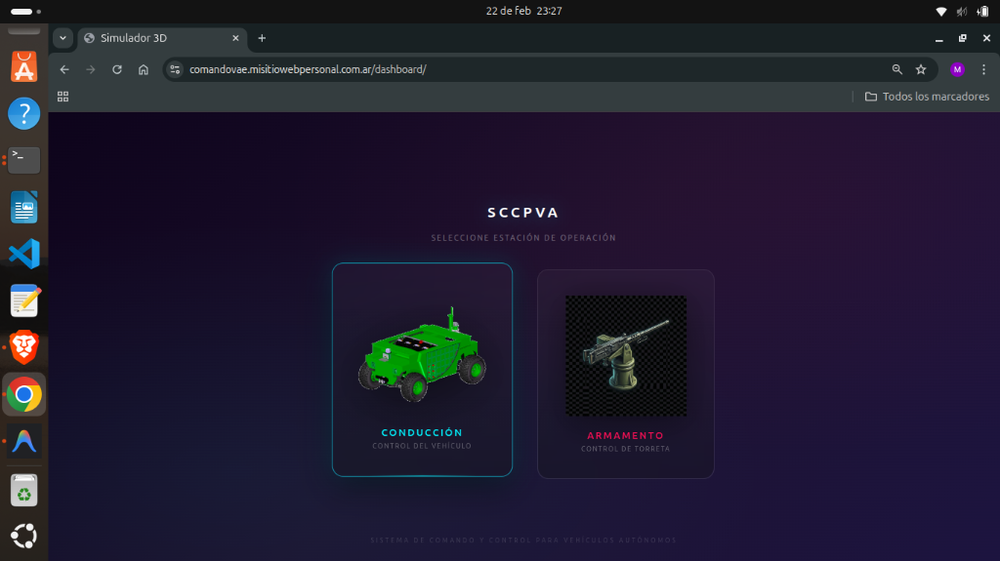 22 de feb 23:27
Simulador 3D
comandovae.misitiowebpersonal.com.ar/dashboard/
M
Todos los marcadores
SCCPVA
SELECCIONE ESTACIÓN DE OPERACIÓN
CONDUCCIÓN
CONTROL DEL VEHÍCULO
ARMAMENTO
CONTROL DE TORRETA
SISTEMA DE COMANDO Y CONTROL PARA VEHÍCULOS AUTÓNOMOS